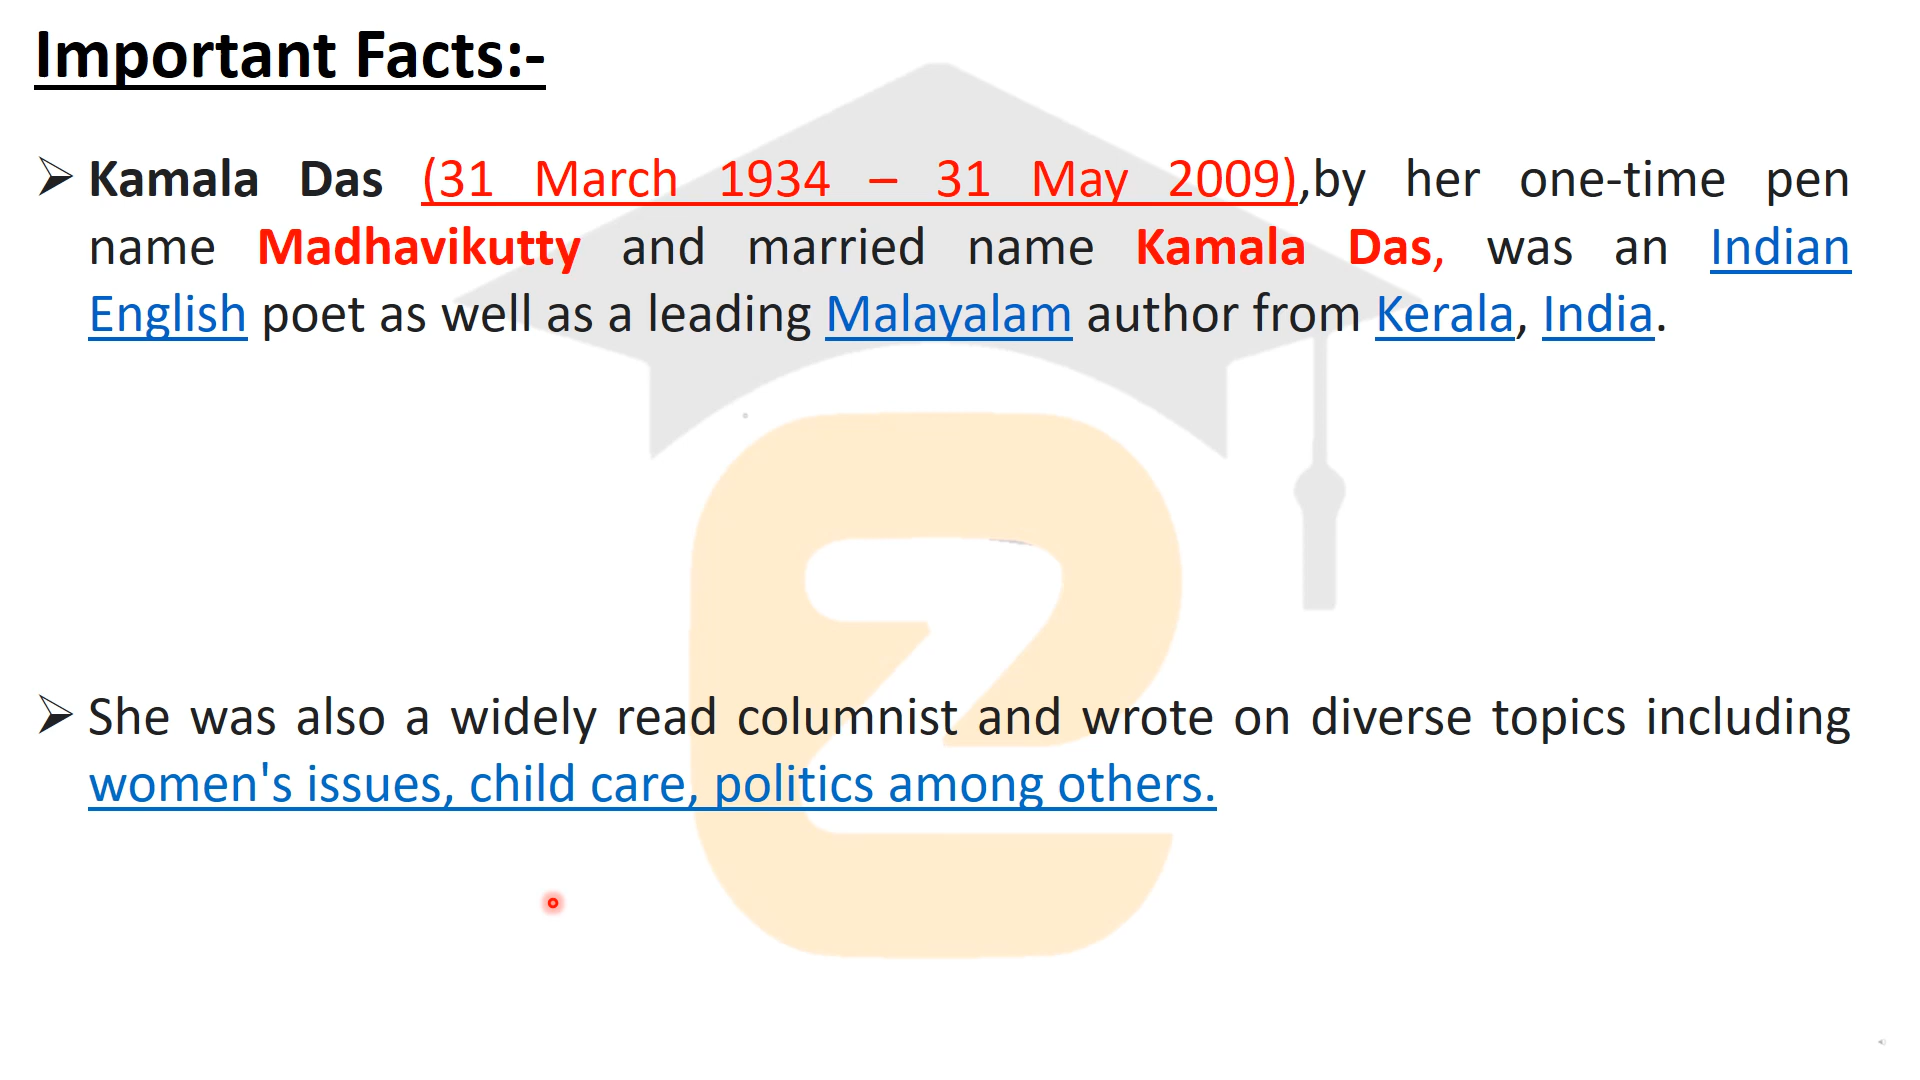 Important Facts:-
➢ Kamala Das (31 March 1934 – 31 May 2009),by her one-time pen
name Madhavikutty and married name Kamala Das, was an Indian
English poet as well as a leading Malayalam author from Kerala, India.
➢ She was also a widely read columnist and wrote on diverse topics including
women's issues, child care, politics among others.